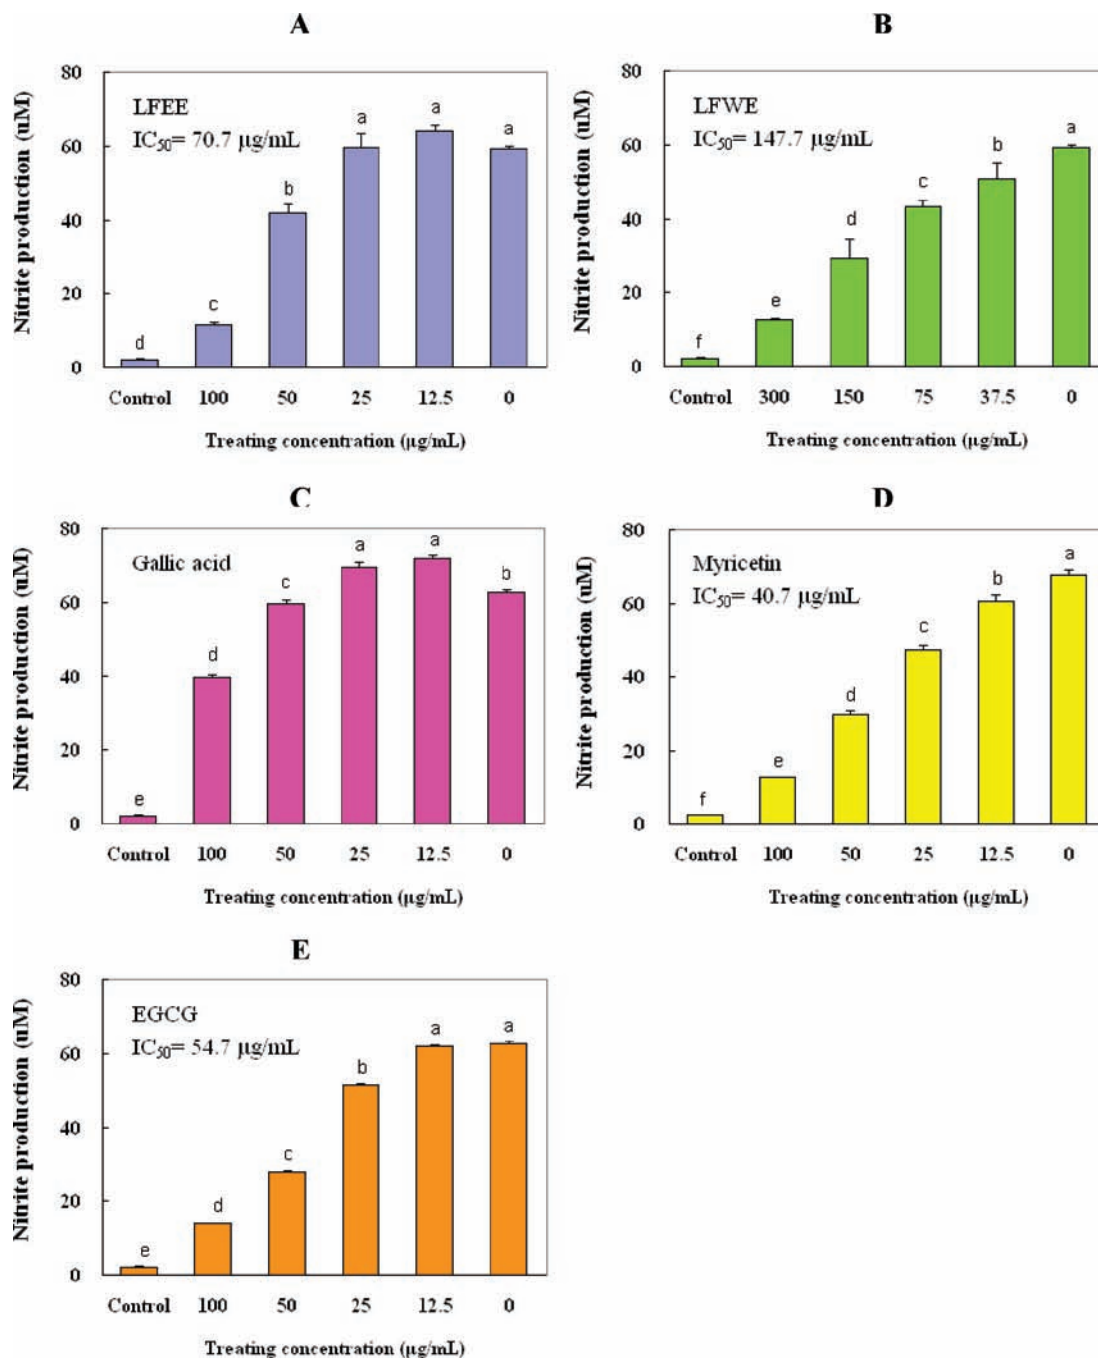 A
Nitrite production (uM)
80
60
40
20
0
LFEE
IC50= 70.7 µg/mL
d
c
b
a
a
a
Control 100 50 25 12.5 0
Treating concentration (µg/mL)
B
Nitrite production (uM)
80
60
40
20
0
LFWE
IC50= 147.7 µg/mL
f
e
d
c
b
a
Control 300 150 75 37.5 0
Treating concentration (µg/mL)
C
Nitrite production (uM)
80
60
40
20
0
Gallic acid
e
d
c
a
a
b
Control 100 50 25 12.5 0
Treating concentration (µg/mL)
D
Nitrite production (uM)
80
60
40
20
0
Myricetin
IC50= 40.7 µg/mL
f
e
d
c
b
a
Control 100 50 25 12.5 0
Treating concentration (µg/mL)
E
Nitrite production (uM)
80
60
40
20
0
EGCG
IC50= 54.7 µg/mL
e
d
c
b
a
a
Control 100 50 25 12.5 0
Treating concentration (µg/mL)